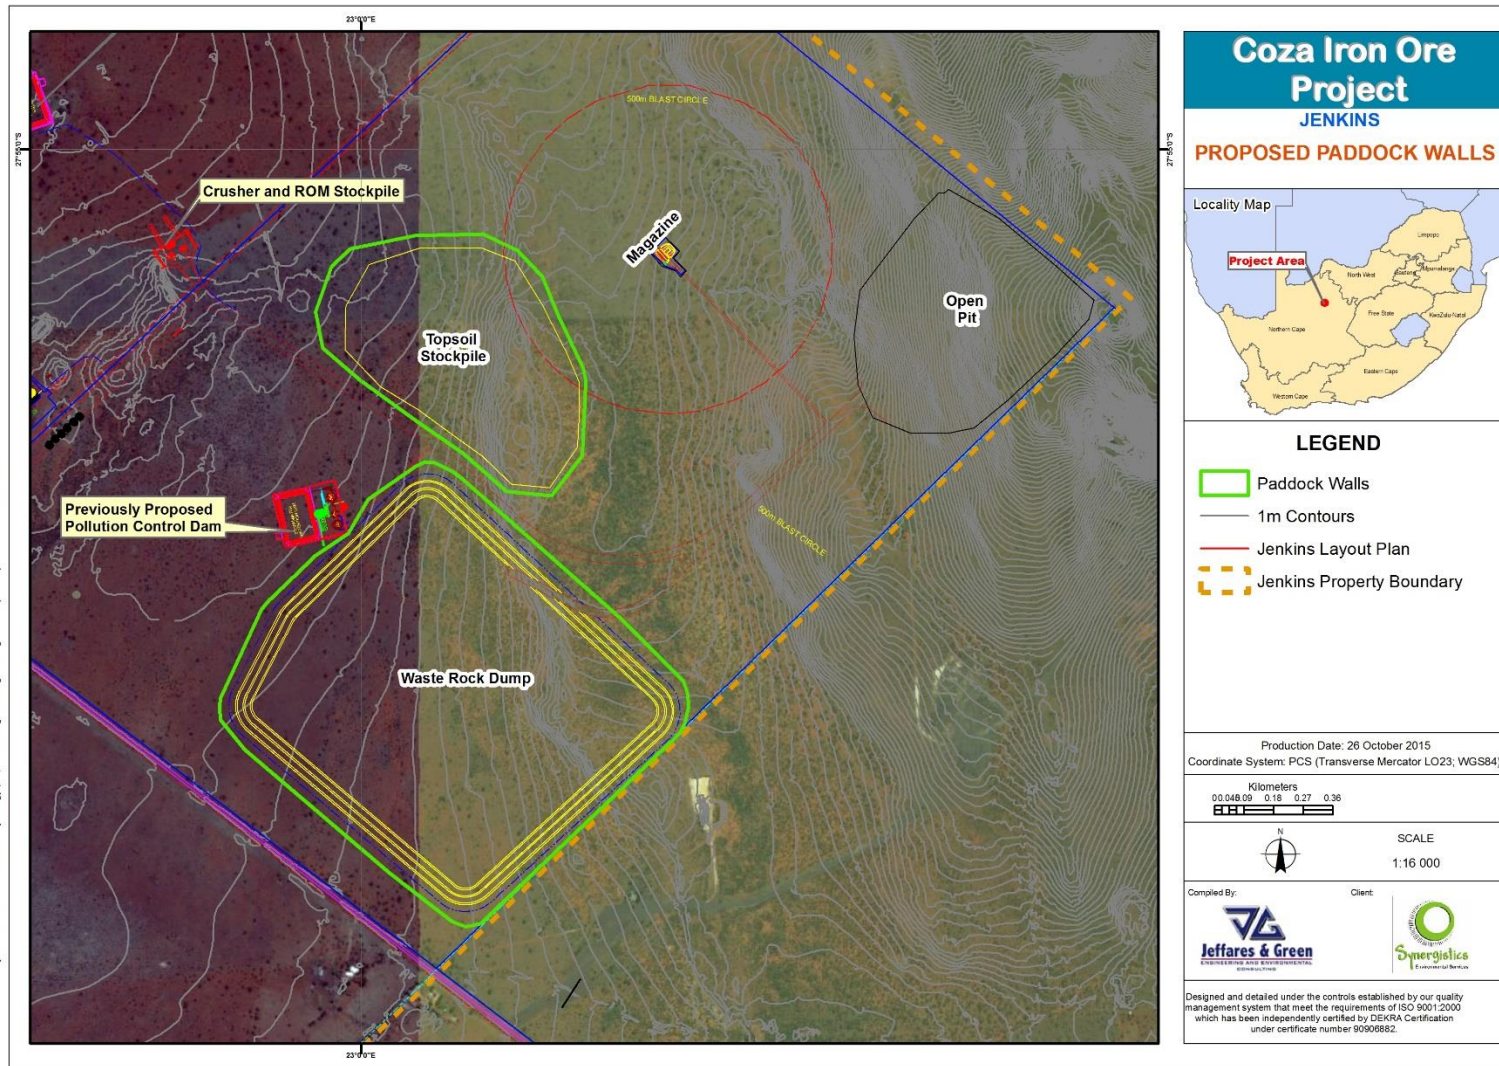 23°0'0"E
27°55'0"S
27°55'0"S
500m BLAST CIRCLE
Crusher and ROM Stockpile
Magazine
Topsoil
Stockpile
Open
Pit
Previously Proposed
Pollution Control Dam
500m BLAST CIRCLE
Waste Rock Dump
23°0'0"E
Coza Iron Ore
Project
JENKINS
PROPOSED PADDOCK WALLS
Locality Map
Limpopo
Project Area
North West
Gauteng
Mpumalanga
Free State
KwaZulu-Natal
Northern Cape
Eastern Cape
Western Cape
LEGEND
Paddock Walls
1m Contours
Jenkins Layout Plan
Jenkins Property Boundary
Production Date: 26 October 2015
Coordinate System: PCS (Transverse Mercator LO23; WGS84)
Kilometers
0 0.045 0.09 0.18 0.27 0.36
N
SCALE
1:16 000
Compiled By:
Client:
JG
Jeffares & Green
ENGINEERING AND ENVIRONMENTAL
CONSULTING
Synergistics
Environmental Services
Designed and detailed under the controls established by our quality
management system that meet the requirements of ISO 9001:2000
which has been independently certified by DEKRA Certification
under certificate number 90906882.